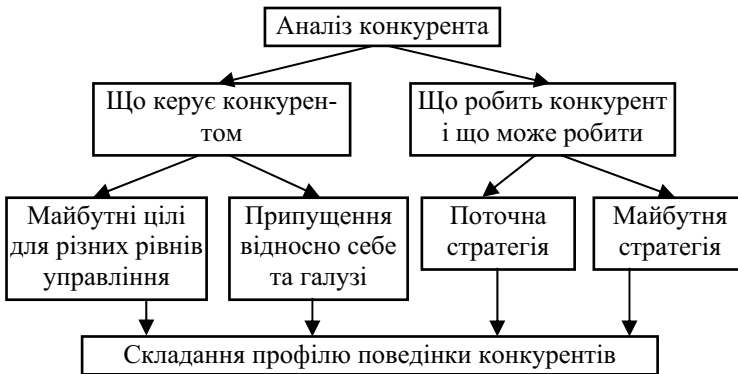 Аналіз конкурента
Що керує конкурен-
том
Що робить конкурент
і що може робити
Майбутні цілі
для різних рівнів
управління
Припущення
відносно себе
та галузі
Поточна
стратегія
Майбутня
стратегія
Складання профілю поведінки конкурентів